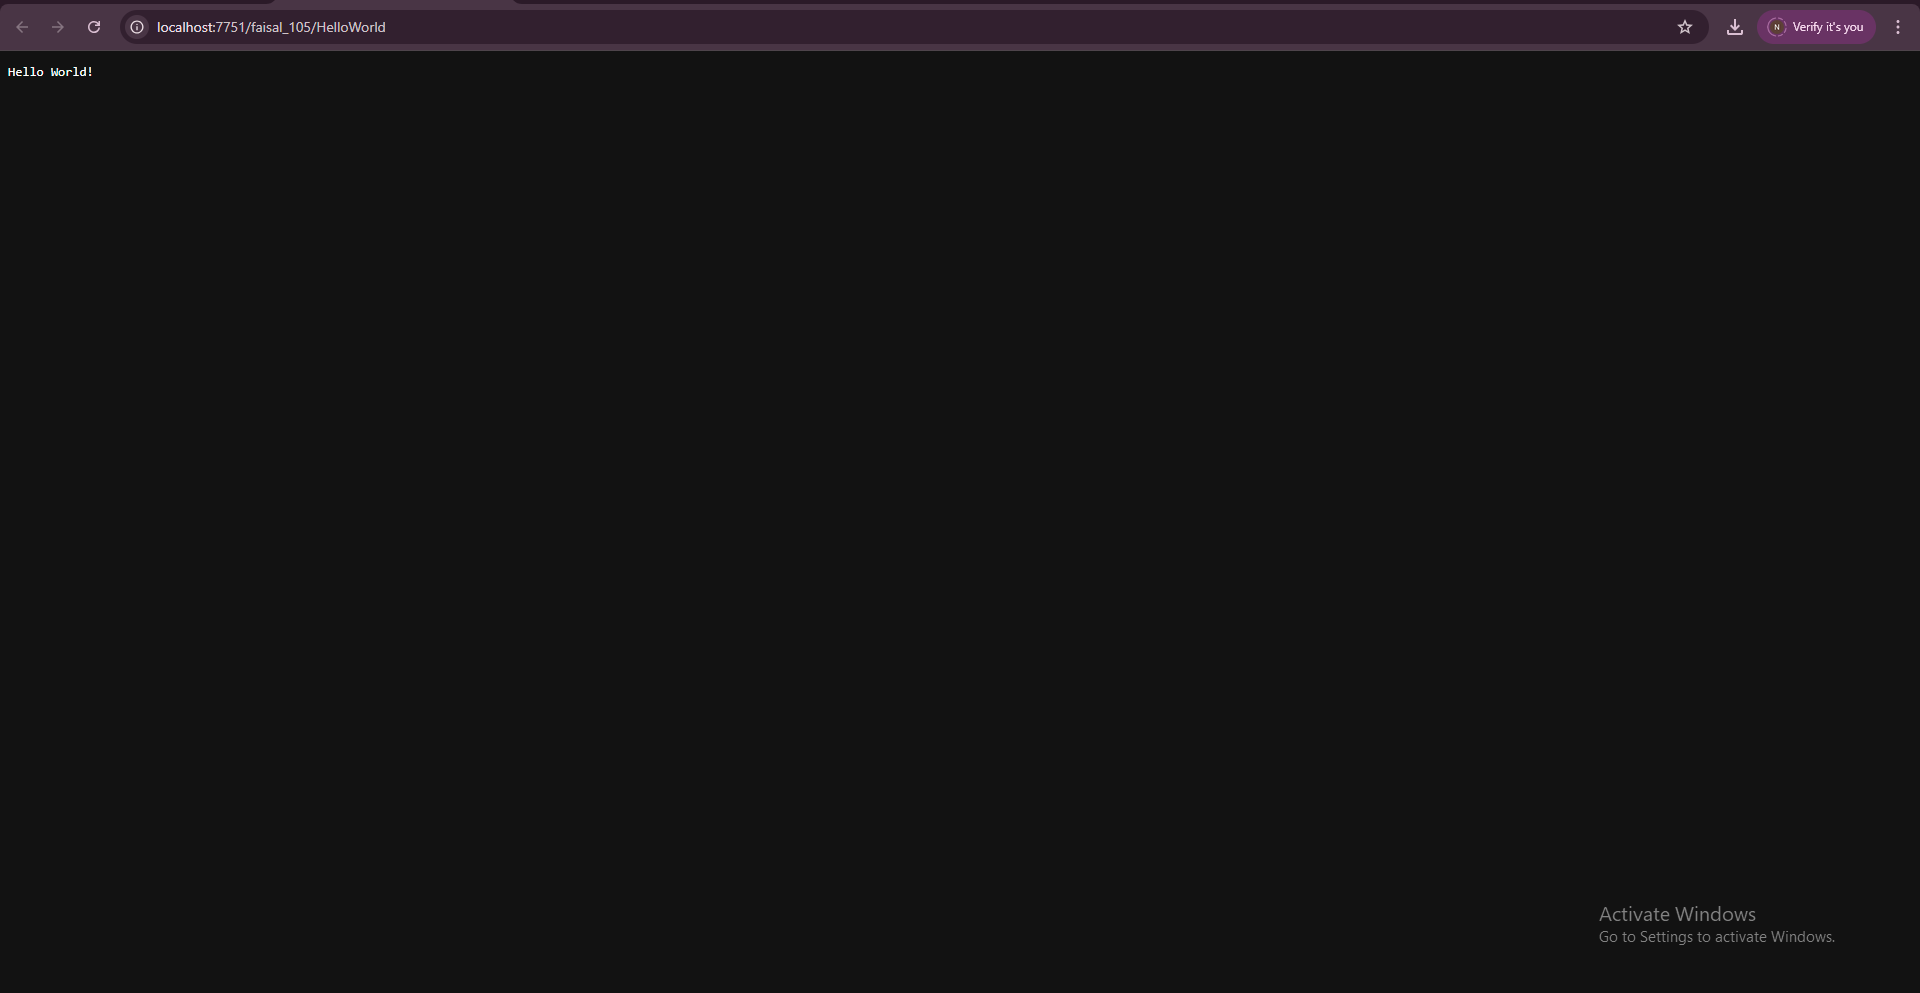 localhost:7751/faisal_105/HelloWorld
N Verify it's you
Hello World!
Activate Windows
Go to Settings to activate Windows.